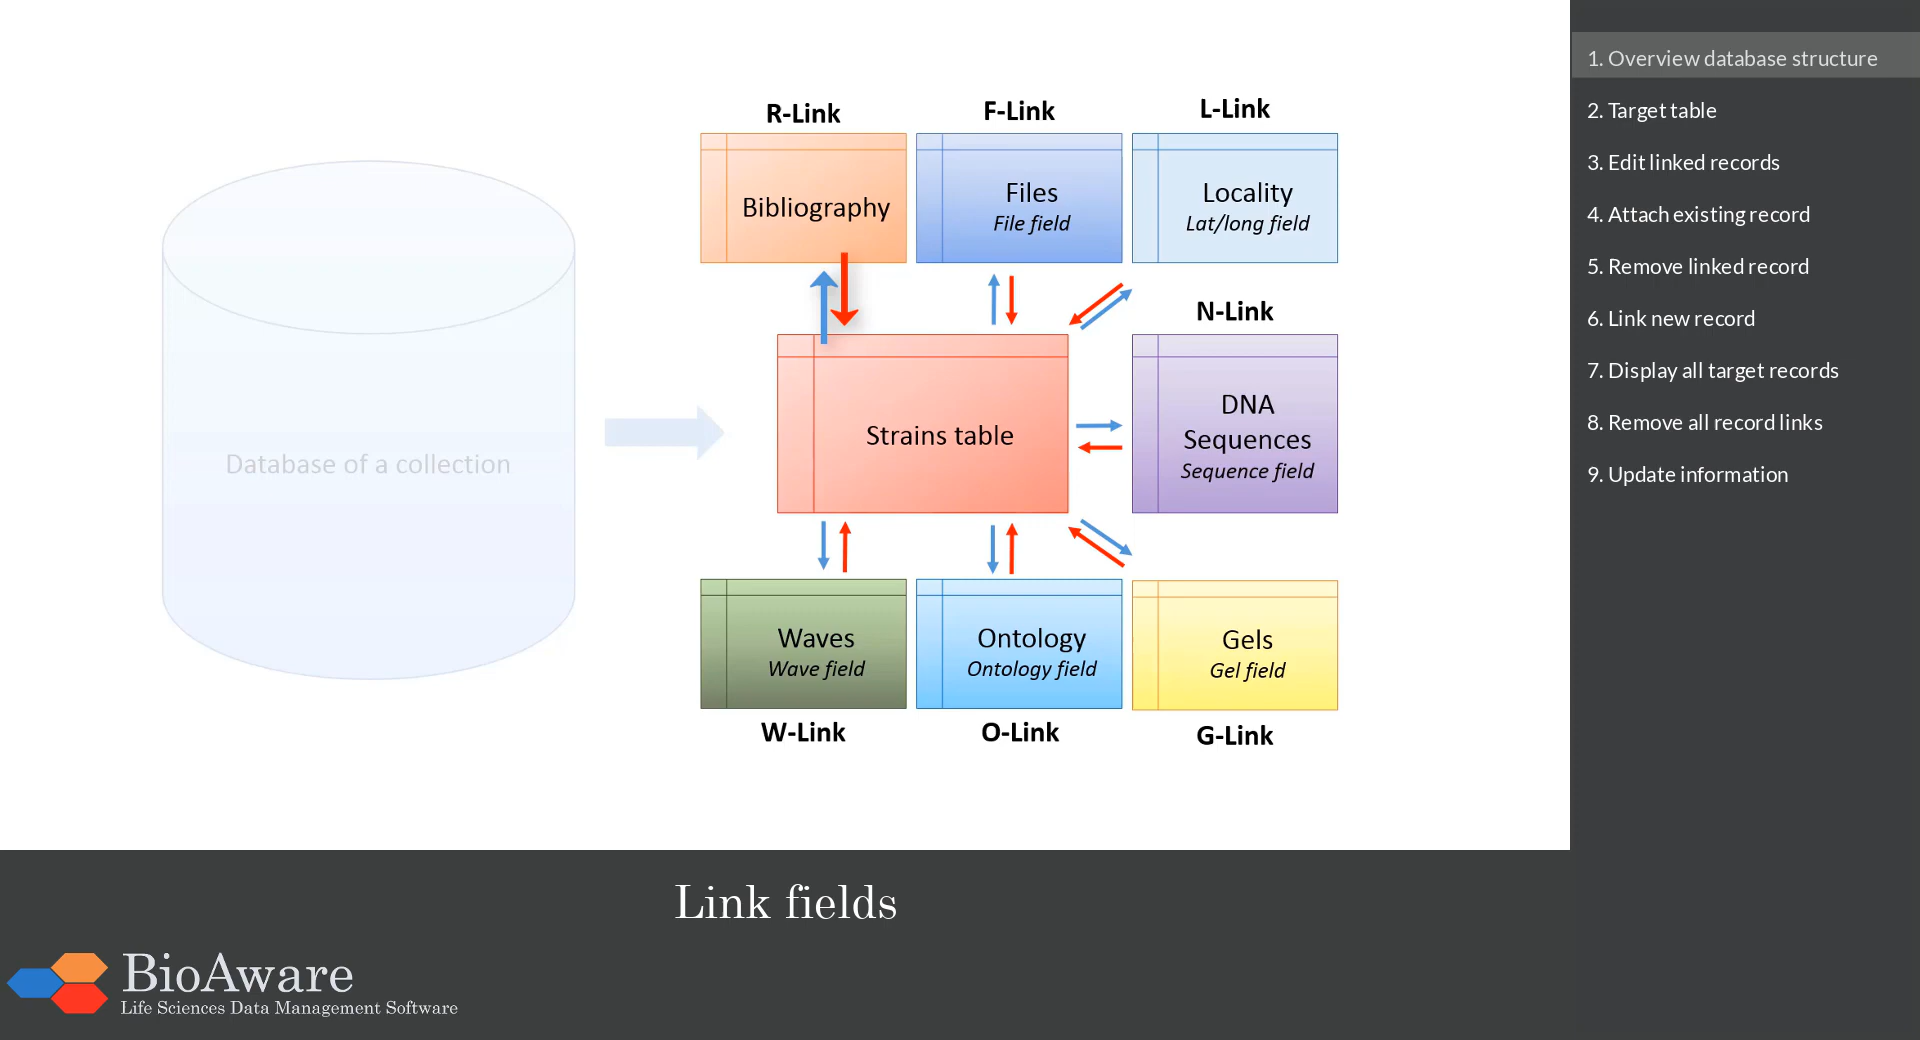 R-Link
F-Link
L-Link
Bibliography
Files
File field
Locality
Lat/long field
N-Link
Database of a collection
Strains table
DNA
Sequences
Sequence field
Waves
Wave field
Ontology
Ontology field
Gels
Gel field
W-Link
O-Link
G-Link
1. Overview database structure
2. Target table
3. Edit linked records
4. Attach existing record
5. Remove linked record
6. Link new record
7. Display all target records
8. Remove all record links
9. Update information
Link fields
BioAware
Life Sciences Data Management Software